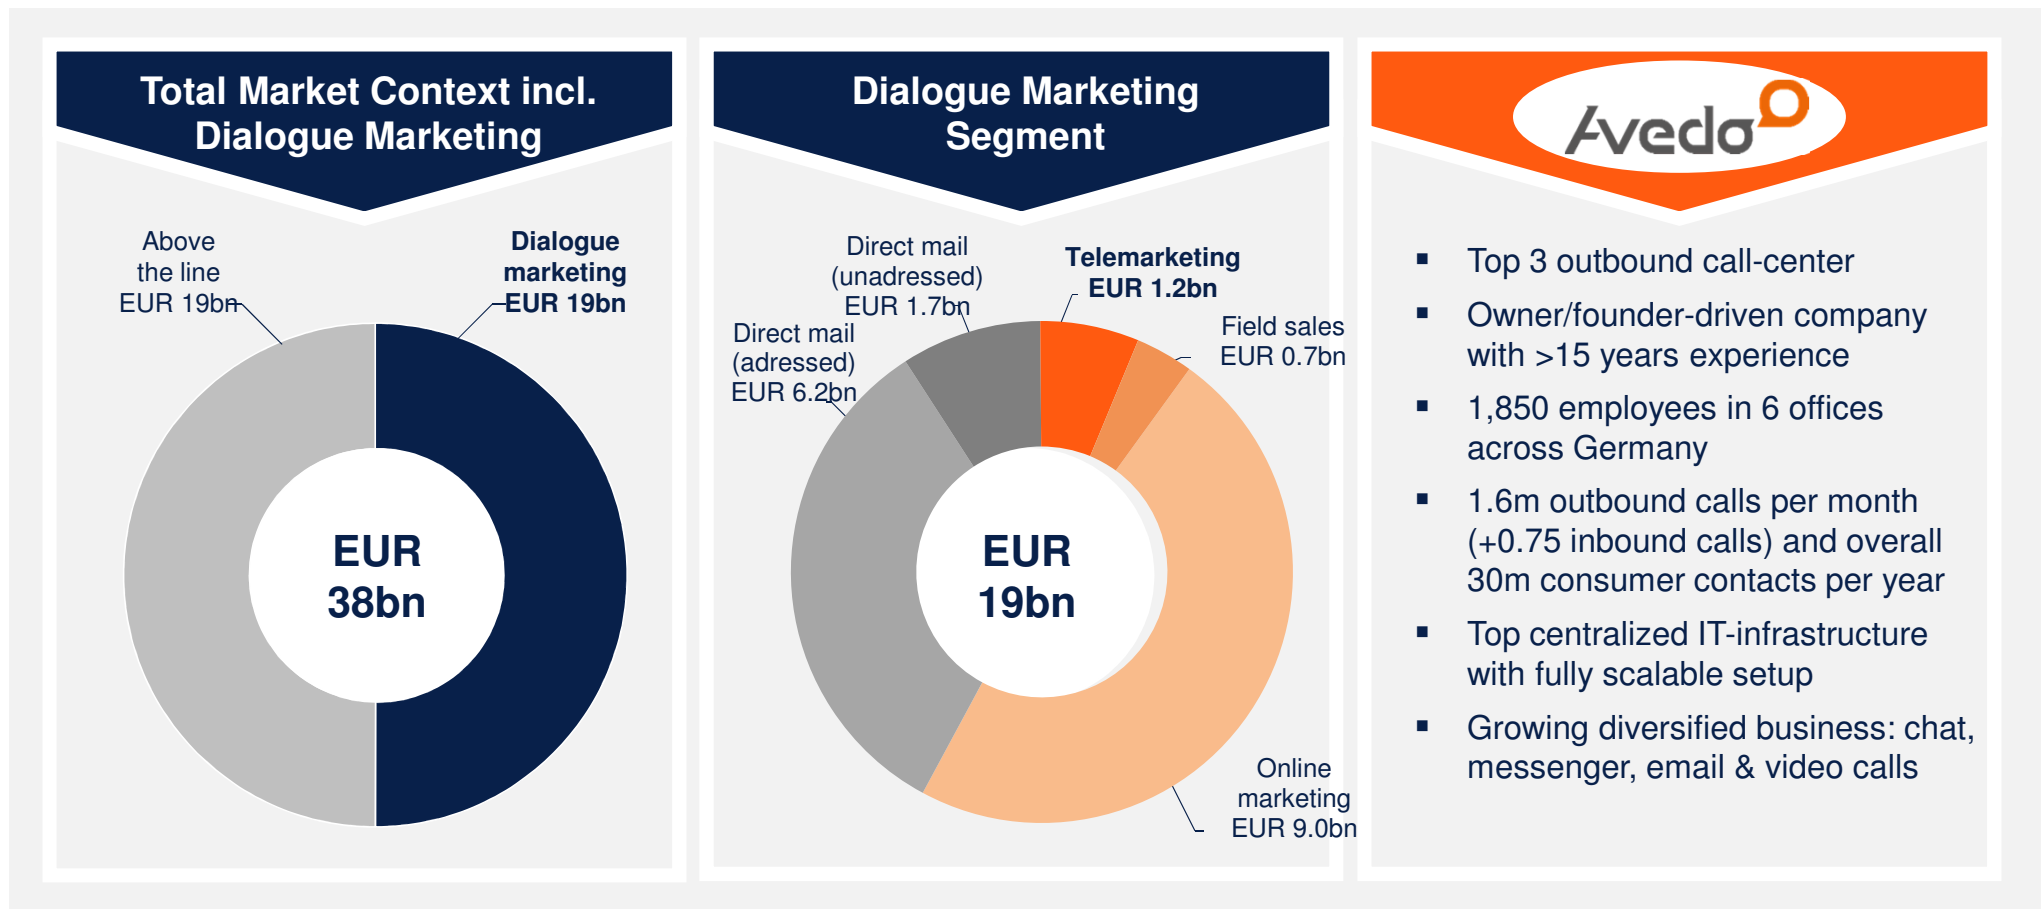 Total Market Context incl.
Dialogue Marketing
Above
the line
EUR 19bn
Dialogue
marketing
EUR 19bn
EUR
38bn
Dialogue Marketing
Segment
Direct mail
(unadressed)
EUR 1.7bn
Telemarketing
EUR 1.2bn
Field sales
EUR 0.7bn
Direct mail
(adressed)
EUR 6.2bn
EUR
19bn
Online
marketing
EUR 9.0bn
Avedo
▪ Top 3 outbound call-center
▪ Owner/founder-driven company
with >15 years experience
▪ 1,850 employees in 6 offices
across Germany
▪ 1.6m outbound calls per month
(+0.75 inbound calls) and overall
30m consumer contacts per year
▪ Top centralized IT-infrastructure
with fully scalable setup
▪ Growing diversified business: chat,
messenger, email & video calls